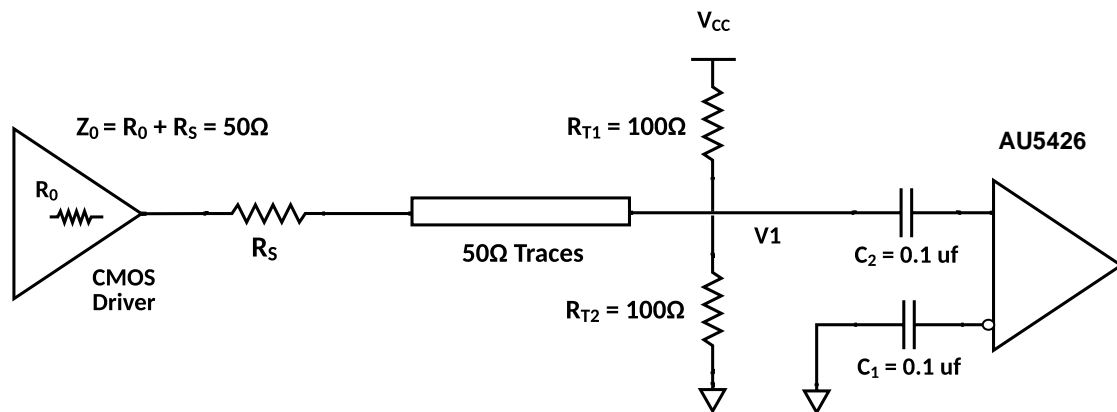 V_CC
Z_0 = R_0 + R_S = 50Ω
R_T1 = 100Ω
AU5426
R_0
R_S
50Ω Traces
V1
C_2 = 0.1 uf
CMOS
Driver
R_T2 = 100Ω
C_1 = 0.1 uf